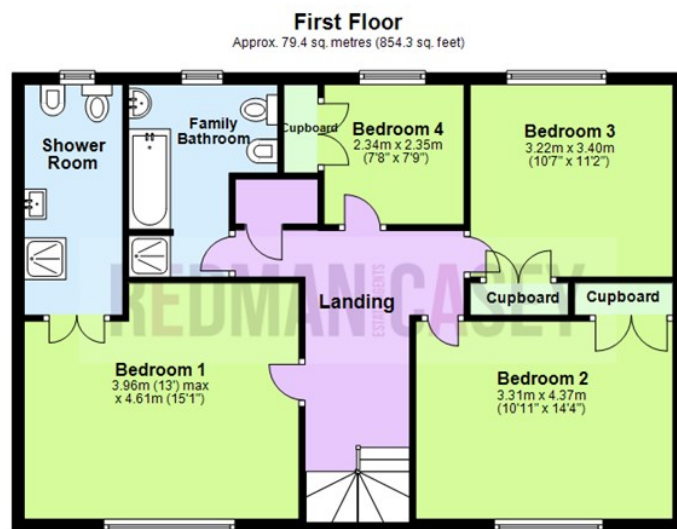 First Floor
Approx. 79.4 sq. metres (854.3 sq. feet)
Shower
Room
Family
Bathroom
Cupboard
Bedroom 4
2.34m x 2.35m
(7'8" x 7'9")
Bedroom 3
3.22m x 3.40m
(10'7" x 11'2")
Landing
Cupboard
Cupboard
REDMAN CASEY
ESTATE AGENTS
Bedroom 1
3.96m (13') max
x 4.61m (15'1")
Bedroom 2
3.31m x 4.37m
(10'11" x 14'4")